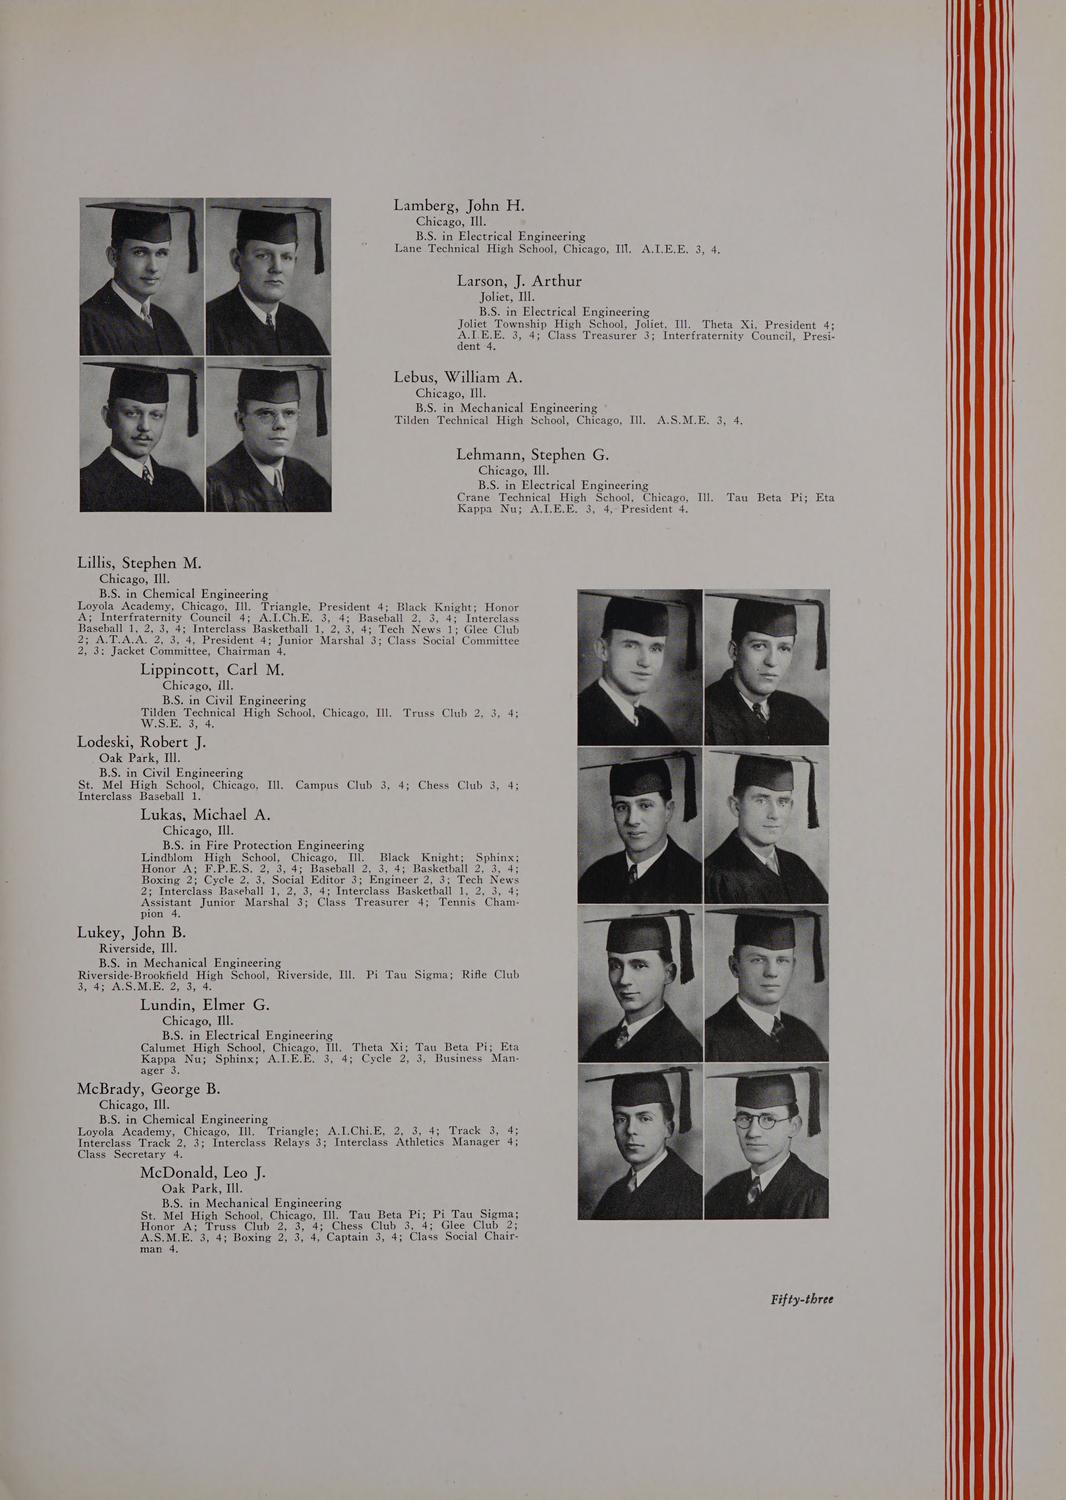 Lamberg, John H.
Chicago, Ill.
B.S. in Electrical Engineering
Lane Technical High School, Chicago, Ill. A.I.E.E. 3, 4.
Larson, J. Arthur
Joliet, Ill.
B.S. in Electrical Engineering
Joliet Township High School, Joliet, Ill. Theta Xi, President 4;
A.I.E.E. 3, 4; Class Treasurer 3; Interfraternity Council, Presi-
dent 4.
Lebus, William A.
Chicago, Ill.
B.S. in Mechanical Engineering
Tilden Technical High School, Chicago, Ill. A.S.M.E. 3, 4.
Lehmann, Stephen G.
Chicago, Ill.
B.S. in Electrical Engineering
Crane Technical High School, Chicago, Ill. Tau Beta Pi; Eta
Kappa Nu; A.I.E.E. 3, 4, President 4.
Lillis, Stephen M.
Chicago, Ill.
B.S. in Chemical Engineering
Loyola Academy, Chicago, Ill. Triangle, President 4; Black Knight; Honor
A; Interfraternity Council 4; A.I.Ch.E. 3, 4; Baseball 2, 3, 4; Interclass
Baseball 1, 2, 3, 4; Interclass Basketball 1, 2, 3, 4; Tech News 1; Glee Club
2; A.T.A.A. 2, 3, 4, President 4; Junior Marshal 3; Class Social Committee
2, 3; Jacket Committee, Chairman 4.
Lippincott, Carl M.
Chicago, Ill.
B.S. in Civil Engineering
Tilden Technical High School, Chicago, Ill. Truss Club 2, 3, 4;
W.S.E. 3, 4.
Lodeski, Robert J.
Oak Park, Ill.
B.S. in Civil Engineering
St. Mel High School, Chicago, Ill. Campus Club 3, 4; Chess Club 3, 4;
Interclass Baseball 1.
Lukas, Michael A.
Chicago, Ill.
B.S. in Fire Protection Engineering
Lindblom High School, Chicago, Ill. Black Knight; Sphinx;
Honor A; F.P.E.S. 2, 3, 4; Baseball 2, 3, 4; Basketball 2, 3, 4;
Boxing 2; Cycle 2, 3, Social Editor 3; Engineer 2, 3; Tech News
2; Interclass Baseball 1, 2, 3, 4; Interclass Basketball 1, 2, 3, 4;
Assistant Junior Marshal 3; Class Treasurer 4; Tennis Cham-
pion 4.
Lukey, John B.
Riverside, Ill.
B.S. in Mechanical Engineering
Riverside-Brookfield High School, Riverside, Ill. Pi Tau Sigma; Rifle Club
3, 4; A.S.M.E. 2, 3, 4.
Lundin, Elmer G.
Chicago, Ill.
B.S. in Electrical Engineering
Calumet High School, Chicago, Ill. Theta Xi; Tau Beta Pi; Eta
Kappa Nu; Sphinx; A.I.E.E. 3, 4; Cycle 2, 3, Business Man-
ager 3.
McBrady, George B.
Chicago, Ill.
B.S. in Chemical Engineering
Loyola Academy, Chicago, Ill. Triangle; A.I.Chi.E, 2, 3, 4; Track 3, 4;
Interclass Track 2, 3; Interclass Relays 3; Interclass Athletics Manager 4;
Class Secretary 4.
McDonald, Leo J.
Oak Park, Ill.
B.S. in Mechanical Engineering
St. Mel High School, Chicago, Ill. Tau Beta Pi; Pi Tau Sigma;
Honor A; Truss Club 2, 3, 4; Chess Club 3, 4; Glee Club 2;
A.S.M.E. 3, 4; Boxing 2, 3, 4, Captain 3, 4; Class Social Chair-
man 4.
Fifty-three